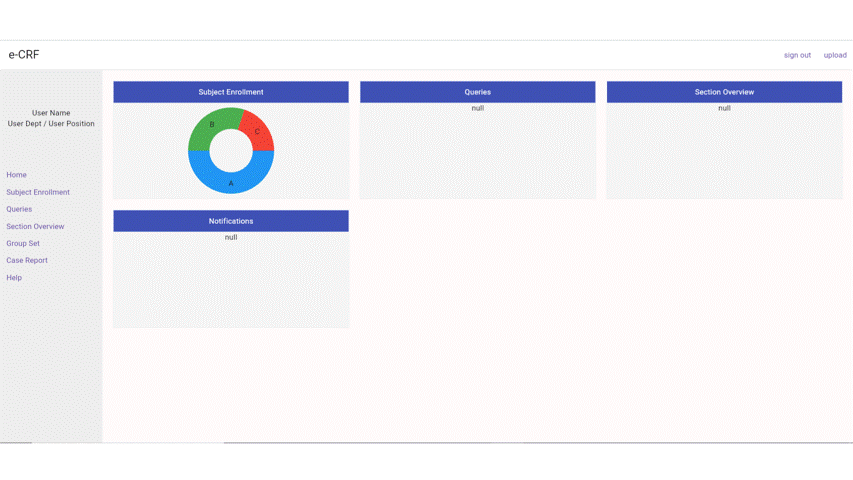 e-CRF
sign out
upload
User Name
User Dept / User Position
Home
Subject Enrollment
Queries
Section Overview
Group Set
Case Report
Help
Subject Enrollment
B
C
A
Queries
null
Section Overview
null
Notifications
null